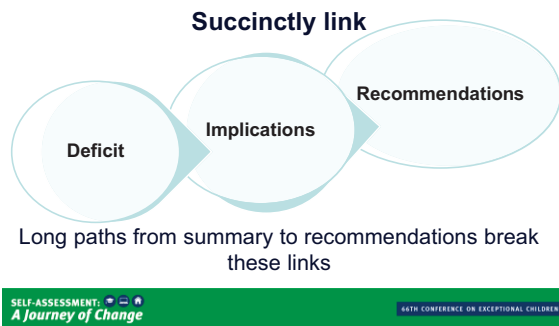 Succinctly link
Deficit
Implications
Recommendations
Long paths from summary to recommendations break
these links
SELF-ASSESSMENT:
A Journey of Change
66TH CONFERENCE ON EXCEPTIONAL CHILDREN